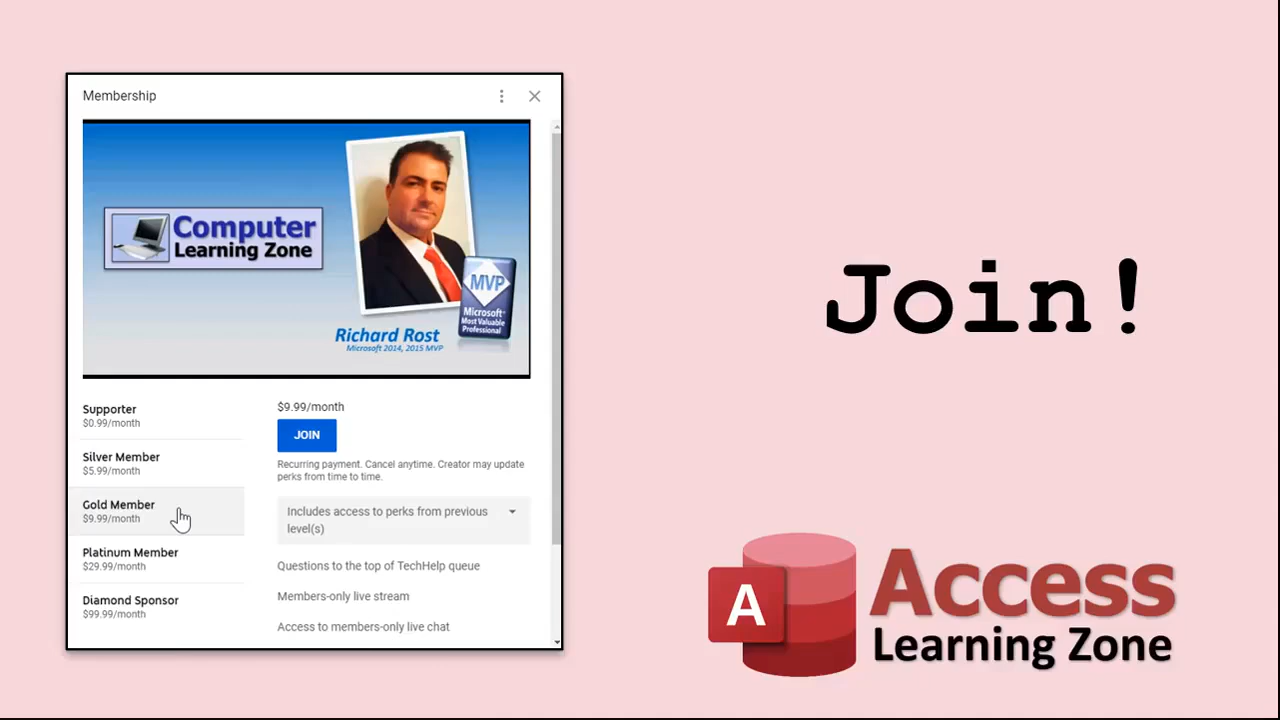 Membership
Computer
Learning Zone
MVP
Microsoft®
Most Valuable
Professional
Richard Rost
Microsoft 2014, 2015 MVP
Supporter
$0.99/month
Silver Member
$5.99/month
Gold Member
$9.99/month
Platinum Member
$29.99/month
Diamond Sponsor
$99.99/month
$9.99/month
JOIN
Recurring payment. Cancel anytime. Creator may update
perks from time to time.
Includes access to perks from previous
level(s)
Questions to the top of TechHelp queue
Members-only live stream
Access to members-only live chat
Join!
A
Access
Learning Zone